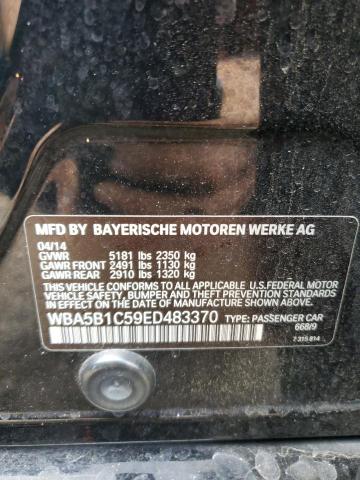 MFD BY BAYERISCHE MOTOREN WERKE AG
04/14
GVWR 5181 lbs 2350 kg
GAWR FRONT 2491 lbs 1130 kg
GAWR REAR 2910 lbs 1320 kg
THIS VEHICLE CONFORMS TO ALL APPLICABLE
U.S.FEDERAL MOTOR VEHICLE SAFETY, BUMPER,
AND THEFT PREVENTION STANDARDS IN EFFECT
ON THE DATE OF MANUFACTURE SHOWN ABOVE.
WBA5B1C59ED483370 TYPE: PASSENGER CAR
668/9
7 315 814